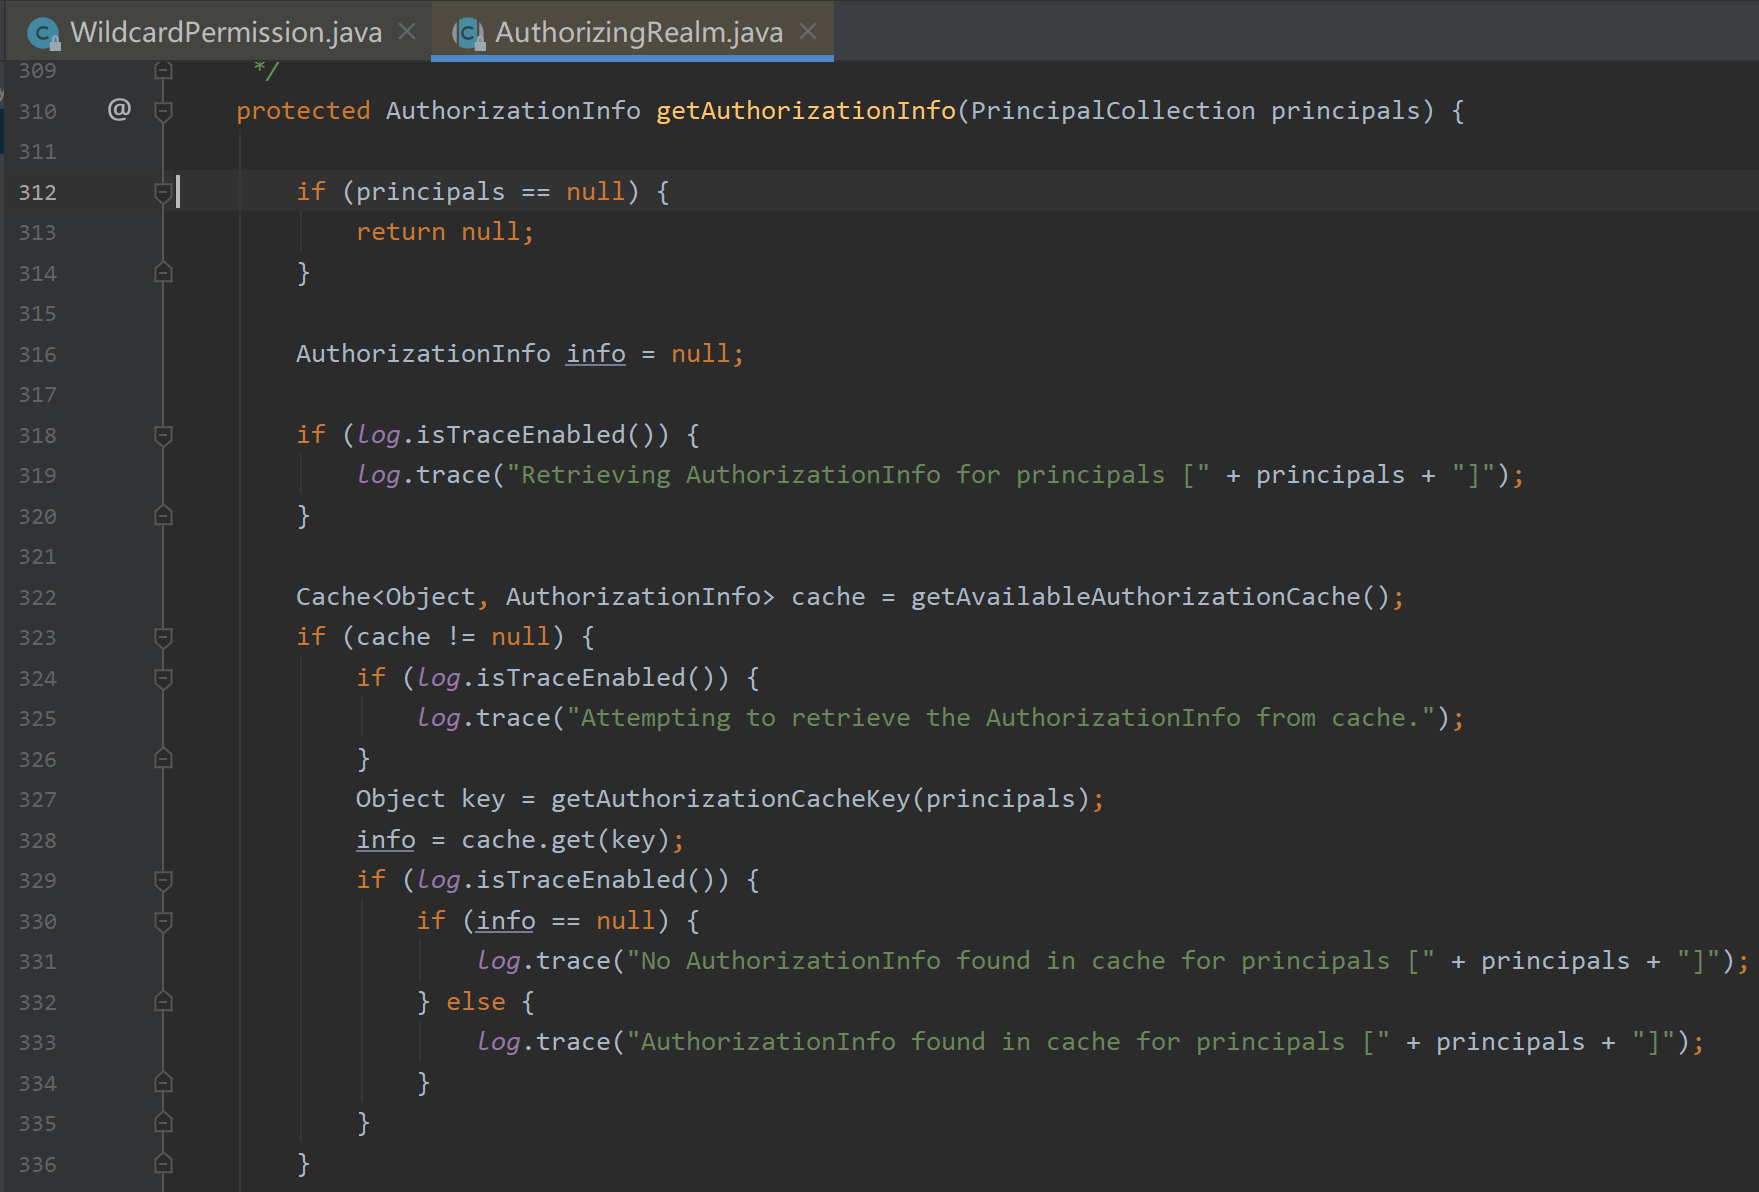 WildcardPermission.java × AuthorizingRealm.java ×
309 */
310 @ protected AuthorizationInfo getAuthorizationInfo(PrincipalCollection principals) {
311
312 if (principals == null) {
313 return null;
314 }
315
316 AuthorizationInfo info = null;
317
318 if (log.isTraceEnabled()) {
319 log.trace("Retrieving AuthorizationInfo for principals [" + principals + "]");
320 }
321
322 Cache<Object, AuthorizationInfo> cache = getAvailableAuthorizationCache();
323 if (cache != null) {
324 if (log.isTraceEnabled()) {
325 log.trace("Attempting to retrieve the AuthorizationInfo from cache.");
326 }
327 Object key = getAuthorizationCacheKey(principals);
328 info = cache.get(key);
329 if (log.isTraceEnabled()) {
330 if (info == null) {
331 log.trace("No AuthorizationInfo found in cache for principals [" + principals + "]");
332 } else {
333 log.trace("AuthorizationInfo found in cache for principals [" + principals + "]");
334 }
335 }
336 }